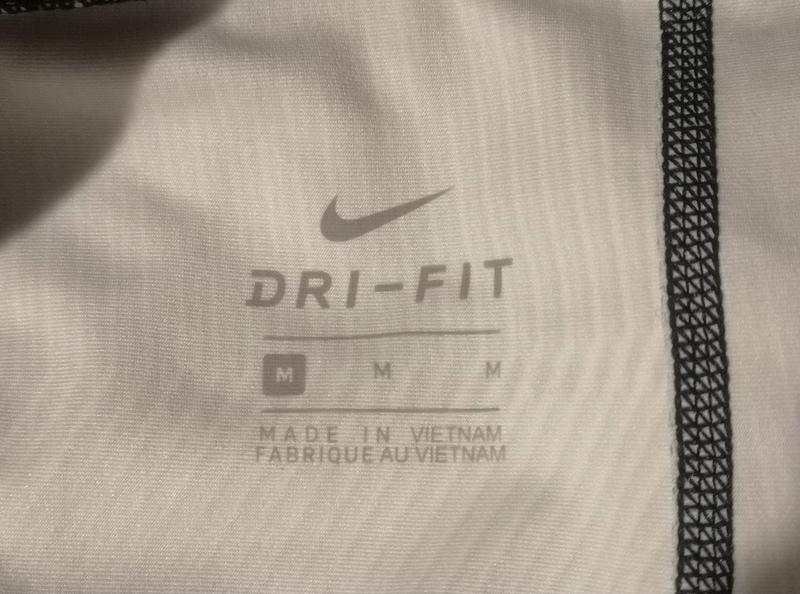 DRI-FIT
M M M
MADE IN VIETNAM
FABRIQUE AU VIETNAM